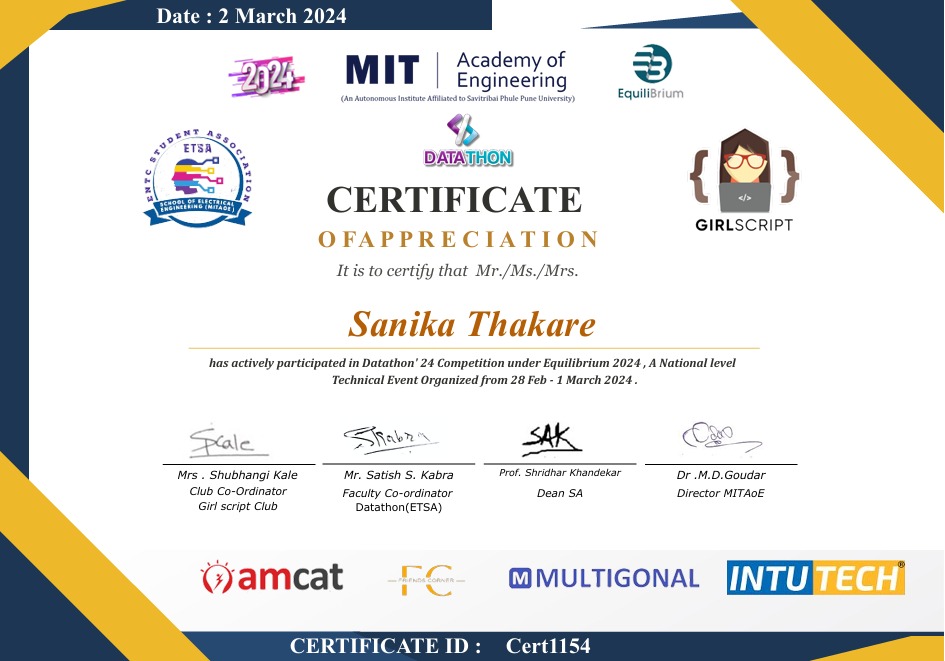 Date : 2 March 2024
2024
MIT
Academy of
Engineering
(An Autonomous Institute Affiliated to Savitribai Phule Pune University)
EquiliBrium
ENTC STUDENT ASSOCIATION
ETSA
SCHOOL OF ELECTRICAL
ENGINEERING (MITAOE)
DATATHON
</>
GIRLSCRIPT
CERTIFICATE
OFAPPRECIATION
It is to certify that Mr./Ms./Mrs.
Sanika Thakare
has actively participated in Datathon' 24 Competition under Equilibrium 2024 , A National level
Technical Event Organized from 28 Feb - 1 March 2024 .
Mrs . Shubhangi Kale
Club Co-Ordinator
Girl script Club
Mr. Satish S. Kabra
Faculty Co-ordinator
Datathon(ETSA)
SAK
Prof. Shridhar Khandekar
Dean SA
Dr .M.D.Goudar
Director MITAoE
amcat
FC
FRIENDS CORNER
M MULTIGONAL
INTUTECH®
CERTIFICATE ID : Cert1154